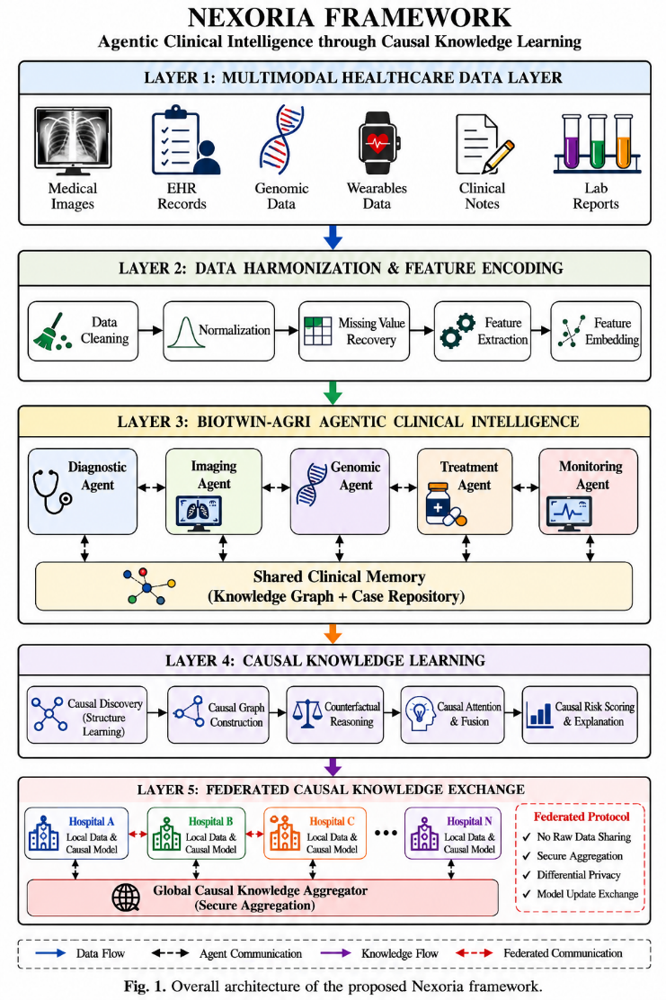 NEXORIA FRAMEWORK
Agentic Clinical Intelligence through Causal Knowledge Learning
LAYER 1: MULTIMODAL HEALTHCARE DATA LAYER
Medical
Images
EHR
Records
Genomic
Data
Wearables
Data
Clinical
Notes
Lab
Reports
LAYER 2: DATA HARMONIZATION & FEATURE ENCODING
Data
Cleaning
Normalization
Missing Value
Recovery
Feature
Extraction
Feature
Embedding
LAYER 3: BIOTWIN-AGRI AGENTIC CLINICAL INTELLIGENCE
Diagnostic
Agent
Imaging
Agent
Genomic
Agent
Treatment
Agent
Monitoring
Agent
Shared Clinical Memory
(Knowledge Graph + Case Repository)
LAYER 4: CAUSAL KNOWLEDGE LEARNING
Causal Discovery
(Structure
Learning)
Causal Graph
Construction
Counterfactual
Reasoning
Causal Attention
& Fusion
Causal Risk Scoring
& Explanation
LAYER 5: FEDERATED CAUSAL KNOWLEDGE EXCHANGE
Hospital A
Local Data &
Causal Model
Hospital B
Local Data &
Causal Model
Hospital C
Local Data &
Causal Model
Hospital N
Local Data &
Causal Model
Global Causal Knowledge Aggregator
(Secure Aggregation)
Federated Protocol
✓ No Raw Data Sharing
✓ Secure Aggregation
✓ Differential Privacy
✓ Model Update Exchange
Data Flow
Agent Communication
Knowledge Flow
Federated Communication
Fig. 1. Overall architecture of the proposed Nexoria framework.